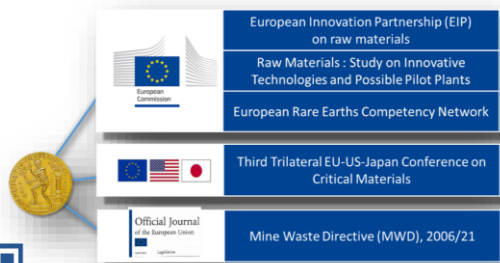 European Innovation Partnership (EIP)
on raw materials
Raw Materials : Study on Innovative
Technologies and Possible Pilot Plants
European
Commission
European Rare Earths Competency Network
Third Trilateral EU-US-Japan Conference on
Critical Materials
Official Journal
of the European Union
Legislation
Mine Waste Directive (MWD), 2006/21